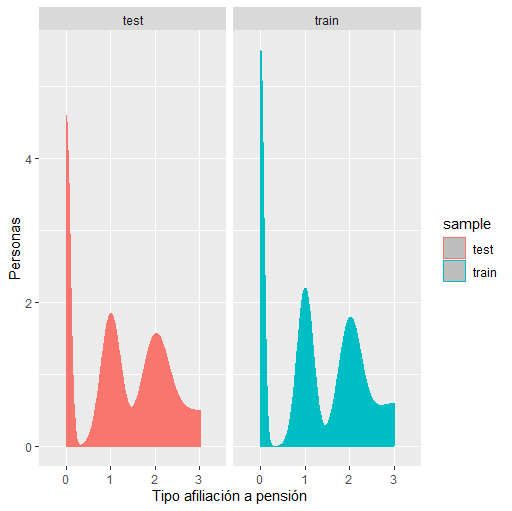 test train
Personas
4
2
0
0 1 2 3 0 1 2 3
Tipo afiliación a pensión
sample
test
train